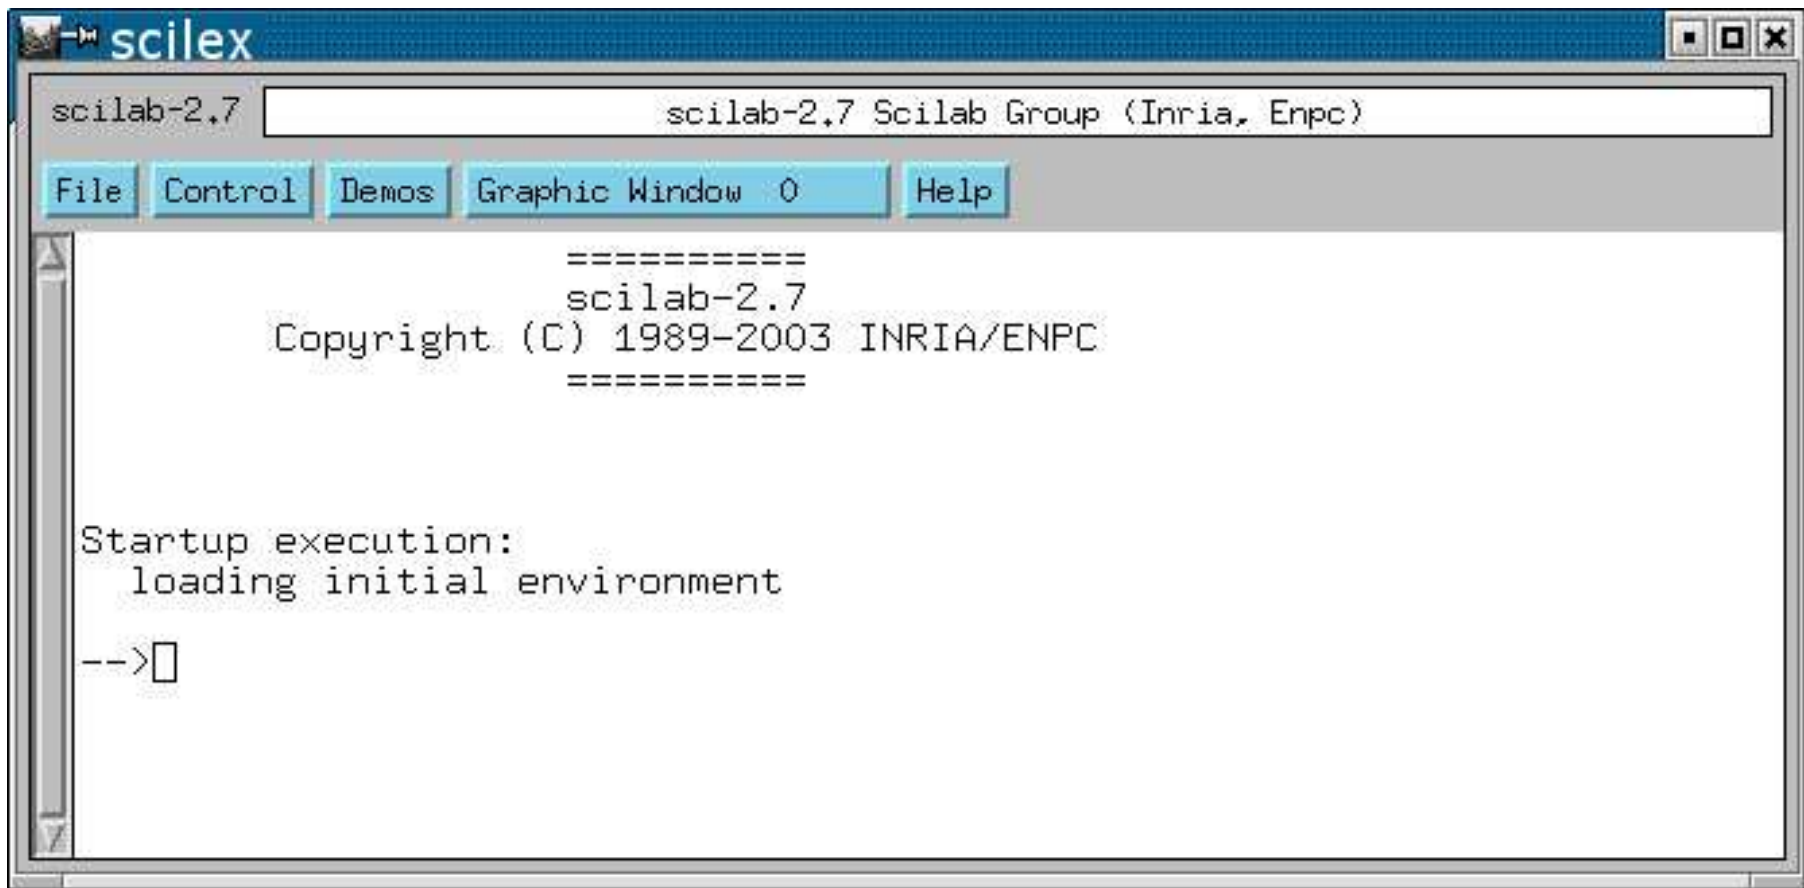 scilex
scilab-2.7
scilab-2.7 Scilab Group (Inria, Enpc)
File Control Demos Graphic Window 0 Help
==========
scilab-2.7
Copyright (C) 1989-2003 INRIA/ENPC
==========
Startup execution:
loading initial environment
-->